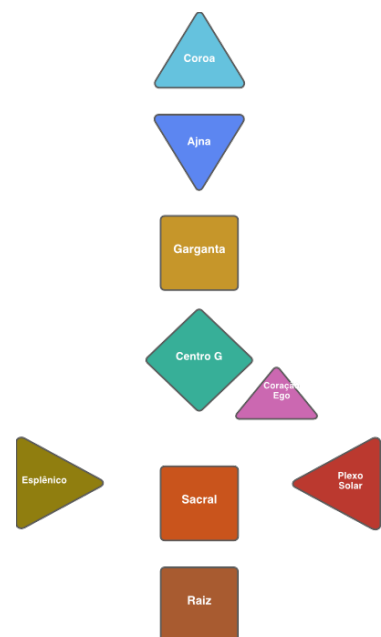 Coroa
Ajna
Garganta
Centro G
Coração
Ego
Esplênico
Sacral
Plexo
Solar
Raiz